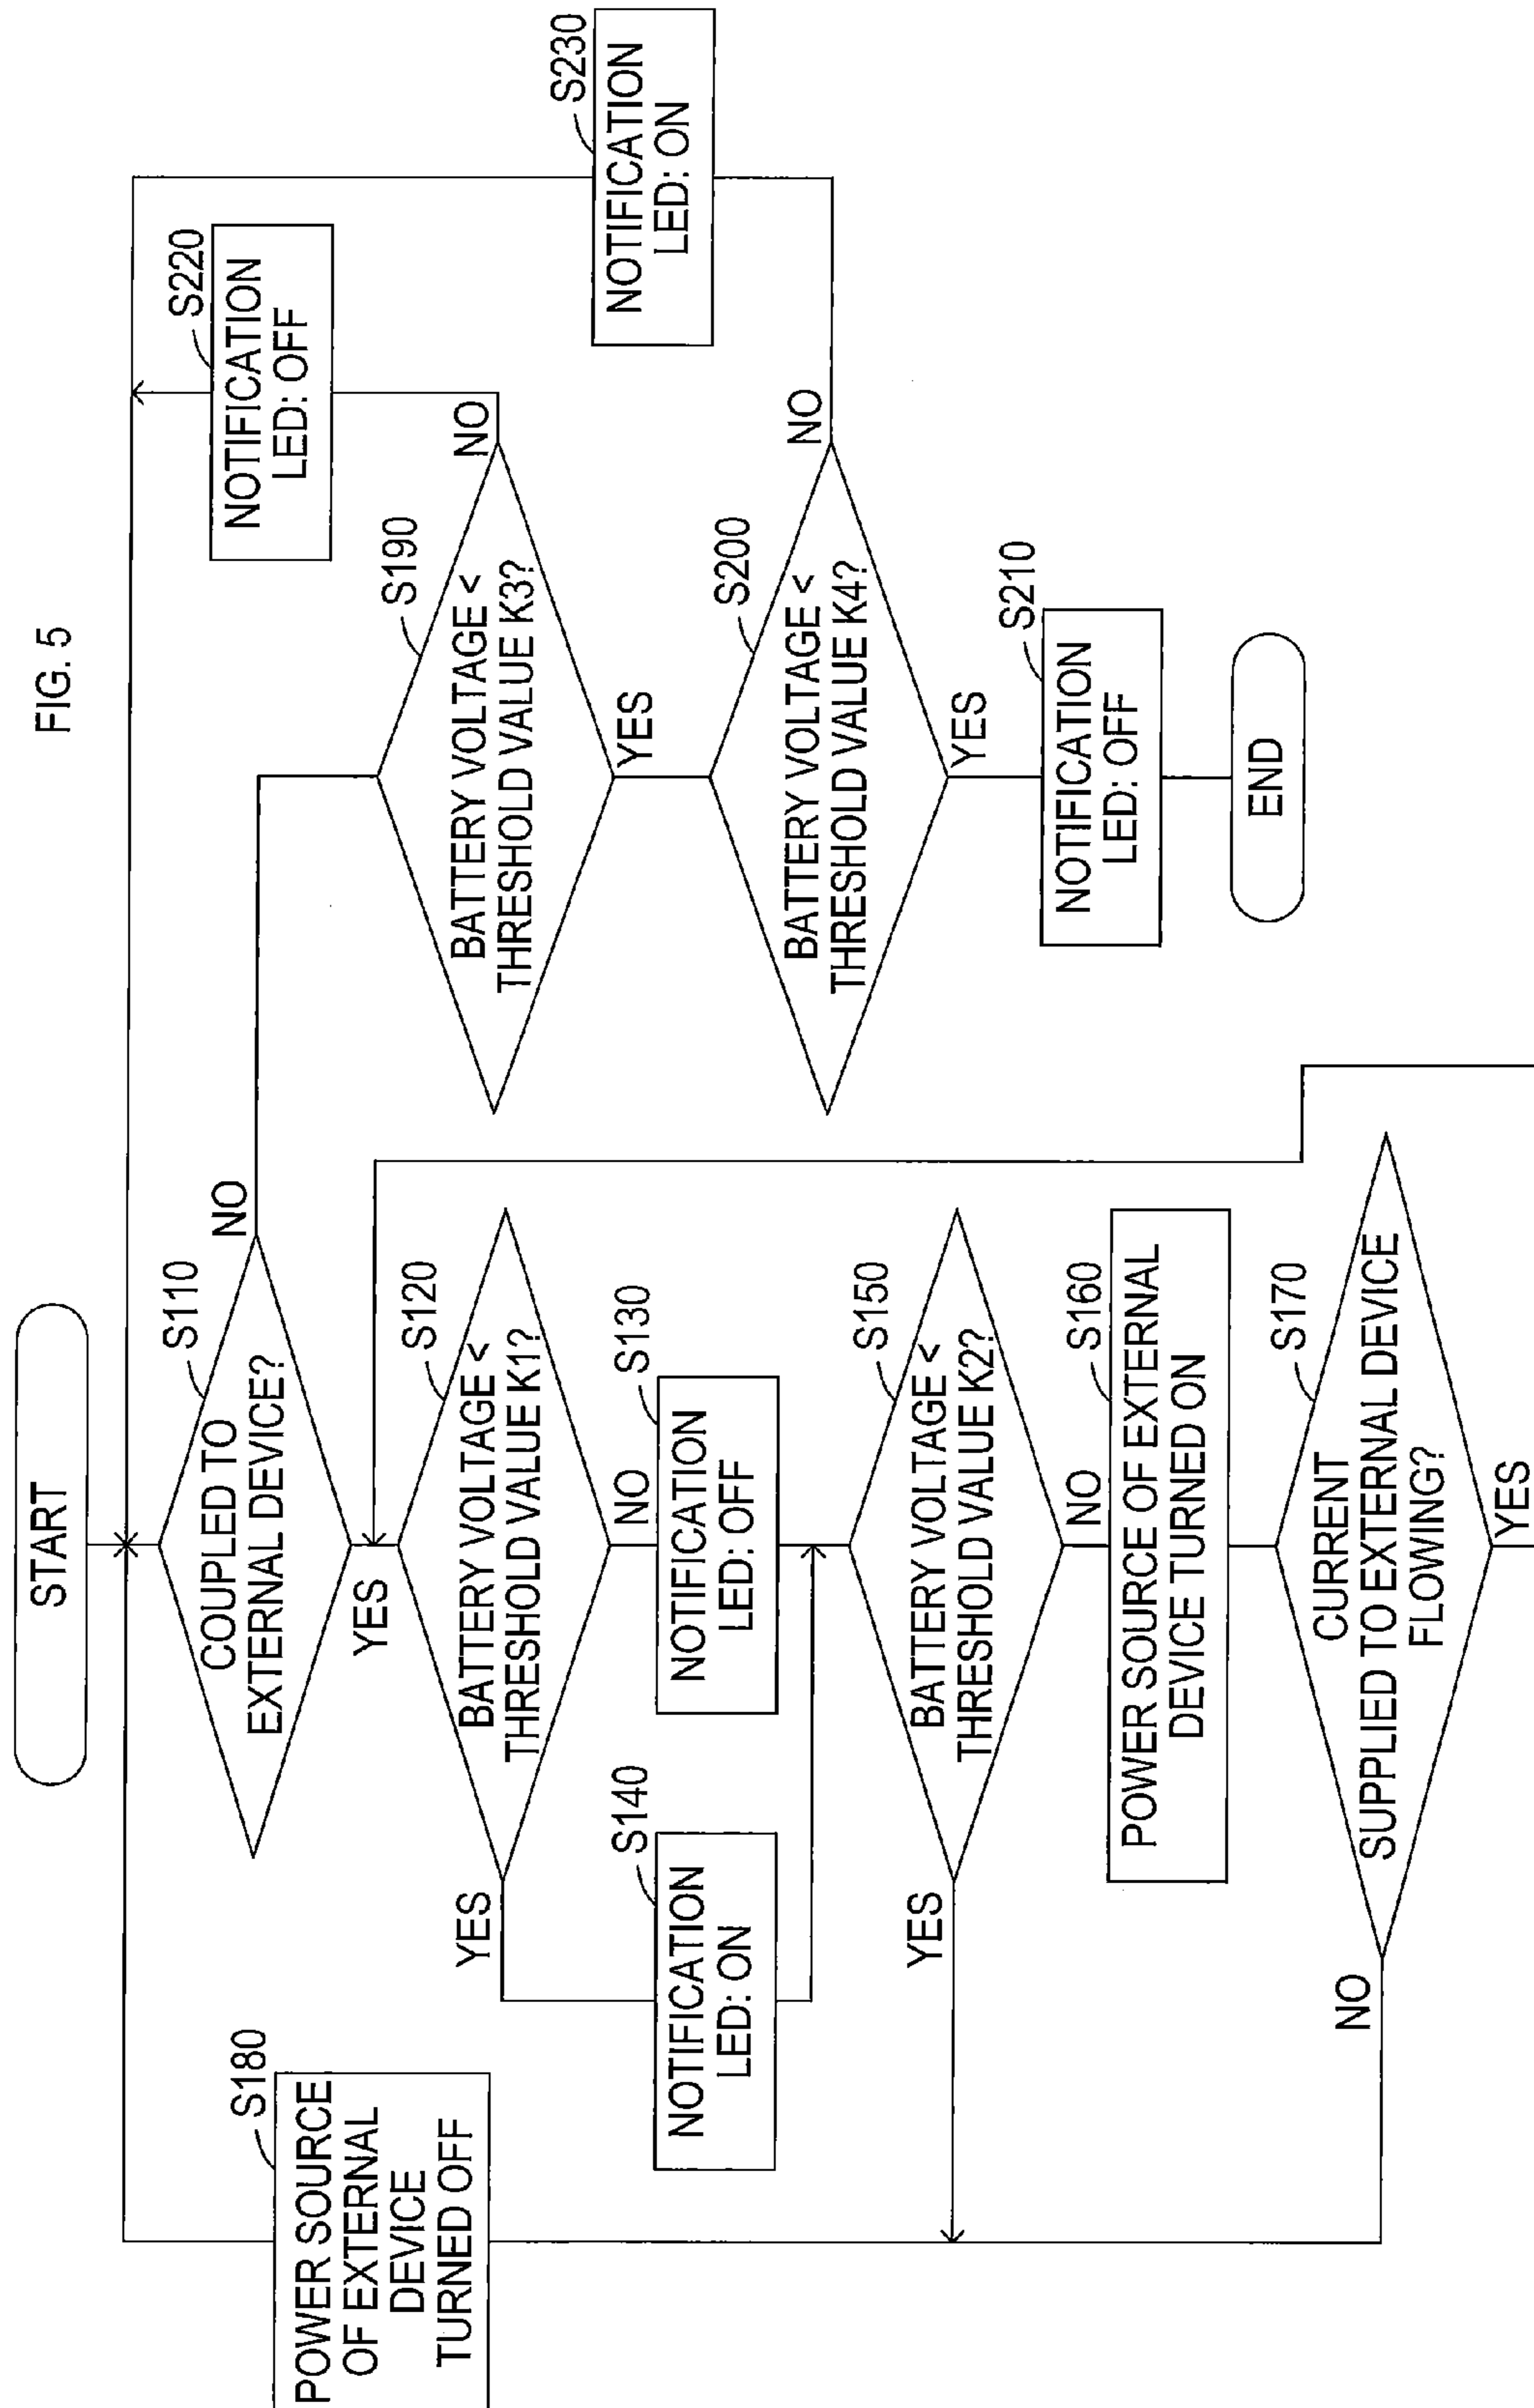 FIG. 5
START
S110
COUPLED TO
EXTERNAL DEVICE?
NO
YES
S120
BATTERY VOLTAGE <
THRESHOLD VALUE K1?
YES
NO
S130
NOTIFICATION
LED: OFF
S140
NOTIFICATION
LED: ON
S150
BATTERY VOLTAGE <
THRESHOLD VALUE K2?
YES
NO
S160
POWER SOURCE OF EXTERNAL
DEVICE TURNED ON
S170
CURRENT
SUPPLIED TO EXTERNAL DEVICE
FLOWING?
NO
YES
S180
POWER SOURCE
OF EXTERNAL
DEVICE
TURNED OFF
S190
BATTERY VOLTAGE <
THRESHOLD VALUE K3?
NO
YES
S200
BATTERY VOLTAGE <
THRESHOLD VALUE K4?
NO
YES
S210
NOTIFICATION
LED: OFF
END
S220
NOTIFICATION
LED: OFF
S230
NOTIFICATION
LED: ON